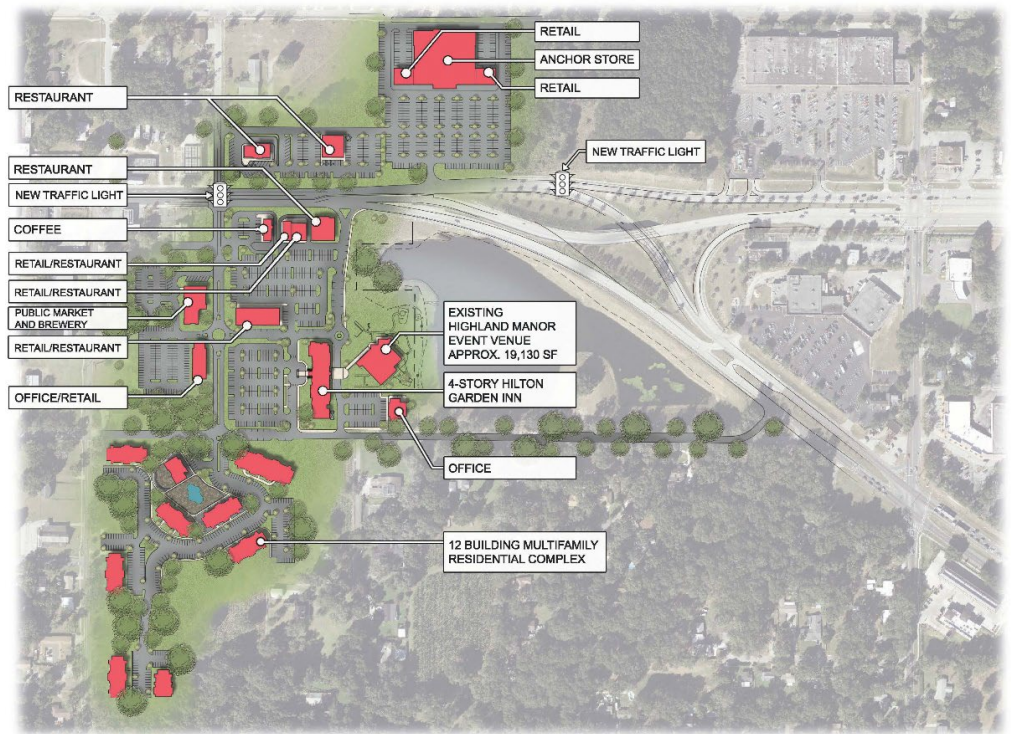 RETAIL
ANCHOR STORE
RETAIL
RESTAURANT
NEW TRAFFIC LIGHT
RESTAURANT
NEW TRAFFIC LIGHT
COFFEE
RETAIL/RESTAURANT
RETAIL/RESTAURANT
PUBLIC MARKET
AND BREWERY
RETAIL/RESTAURANT
EXISTING
HIGHLAND MANOR
EVENT VENUE
APPROX. 19,130 SF
4-STORY HILTON
GARDEN INN
OFFICE/RETAIL
OFFICE
12 BUILDING MULTIFAMILY
RESIDENTIAL COMPLEX